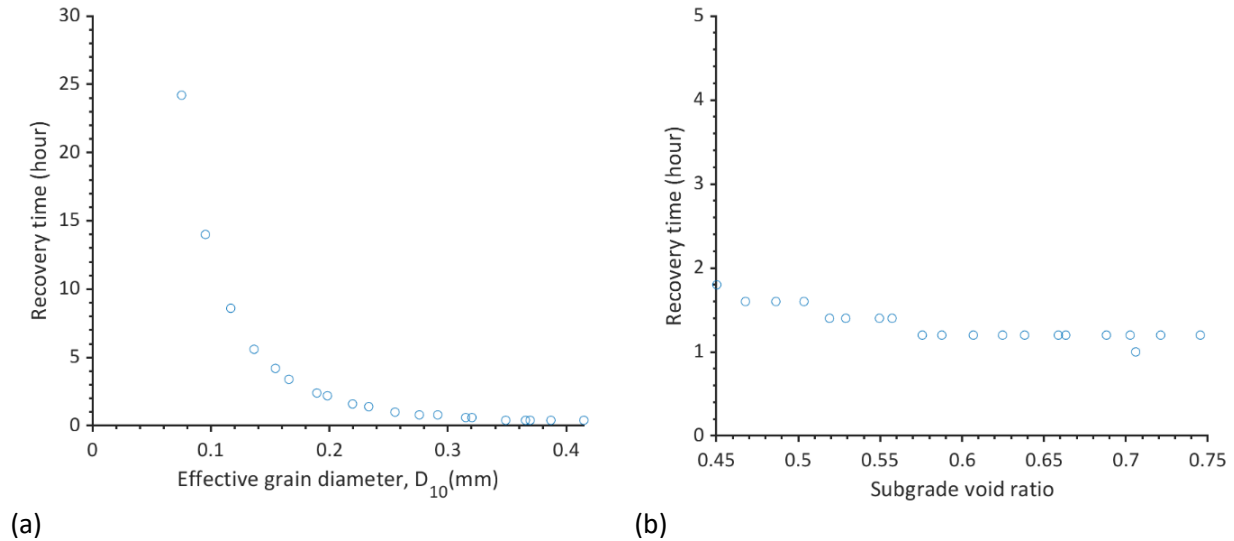 30
25
20
15
10
5
0
Recovery time (hour)
0 0.1 0.2 0.3 0.4
Effective grain diameter, D10(mm)
(a)
5
4
3
2
1
0
Recovery time (hour)
0.45 0.5 0.55 0.6 0.65 0.7 0.75
Subgrade void ratio
(b)